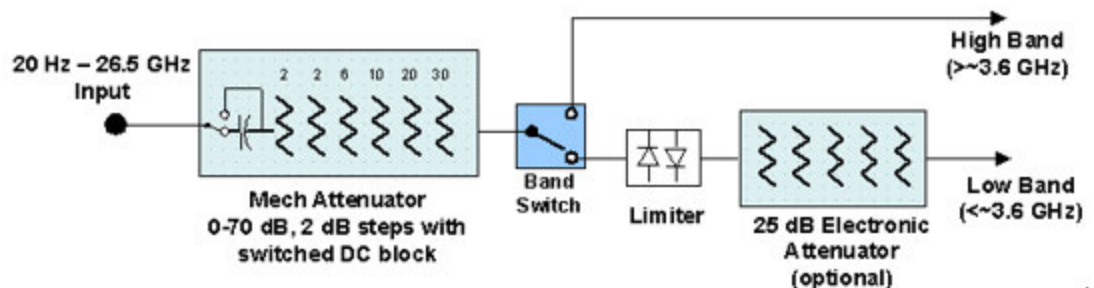 20 Hz – 26.5 GHz
Input
2 2 6 10 20 30
Mech Attenuator
0-70 dB, 2 dB steps with
switched DC block
Band
Switch
Limiter
25 dB Electronic
Attenuator
(optional)
High Band
(>~3.6 GHz)
Low Band
(<~3.6 GHz)